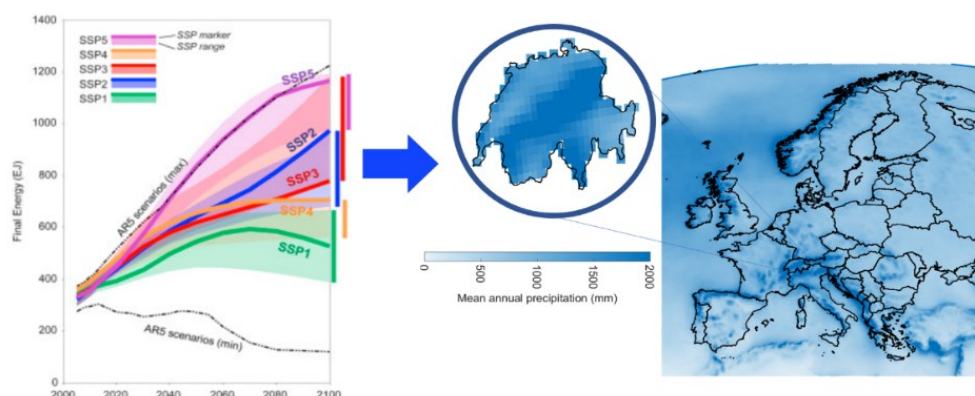 1400
1200
1000
800
600
400
200
0
Final Energy (EJ)
SSP5
SSP4
SSP3
SSP2
SSP1
SSP marker
SSP range
AR5 scenarios (max)
SSP5
SSP2
SSP3
SSP4
SSP1
AR5 scenarios (min)
2000
2020
2040
2060
2080
2100
0
500
1000
1500
2000
Mean annual precipitation (mm)